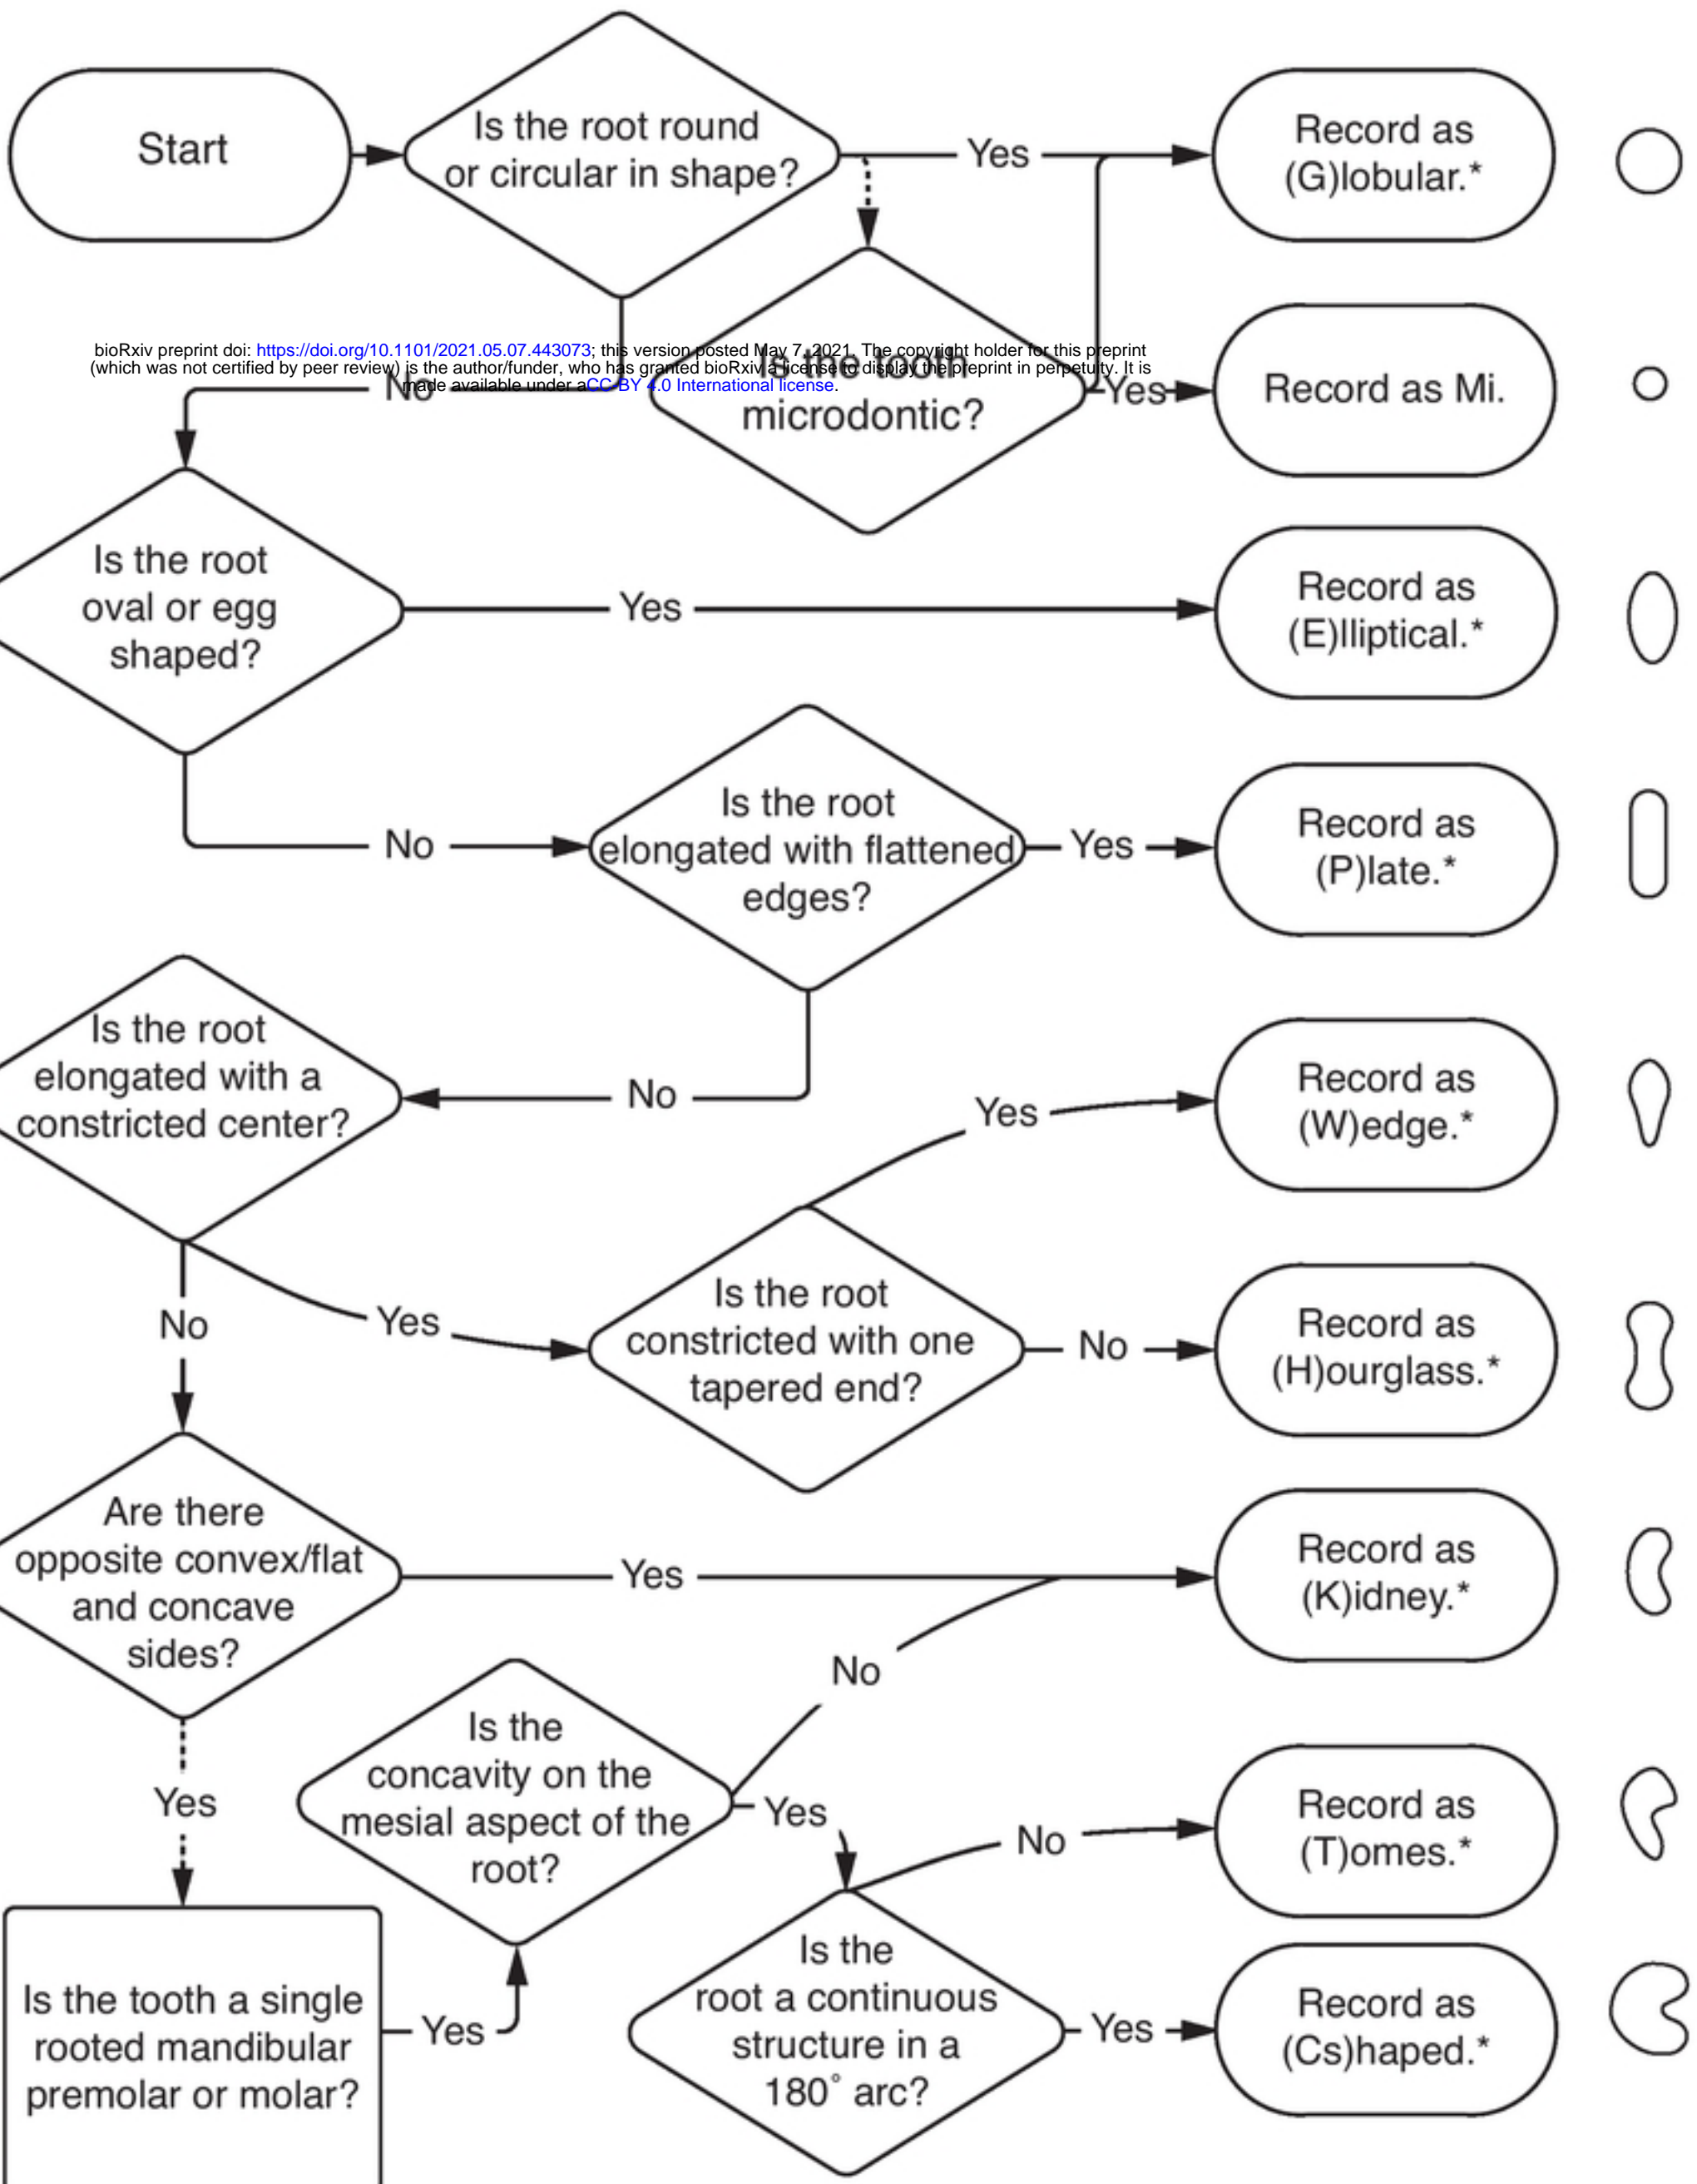 Start
Is the root round
or circular in shape?
Yes
Record as
(G)lobular.*
bioRxiv preprint doi: https://doi.org/10.1101/2021.05.07.443073; this version posted May 7, 2021. The copyright holder for this preprint
(which was not certified by peer review) is the author/funder, who has granted bioRxiv a license to display the preprint in perpetuity. It is
made available under aCC-BY 4.0 International license.
No
Is the tooth
microdontic?
Yes
Record as Mi.
Is the root
oval or egg
shaped?
Yes
Record as
(E)lliptical.*
No
Is the root
elongated with flattened
edges?
Yes
Record as
(P)late.*
Is the root
elongated with a
constricted center?
No
Yes
Record as
(W)edge.*
No
Yes
Is the root
constricted with one
tapered end?
No
Record as
(H)ourglass.*
Are there
opposite convex/flat
and concave
sides?
Yes
Record as
(K)idney.*
No
Yes
Is the
concavity on the
mesial aspect of the
root?
Yes
No
Record as
(T)omes.*
Is the tooth a single
rooted mandibular
premolar or molar?
Yes
Is the
root a continuous
structure in a
180° arc?
Yes
Record as
(Cs)haped.*